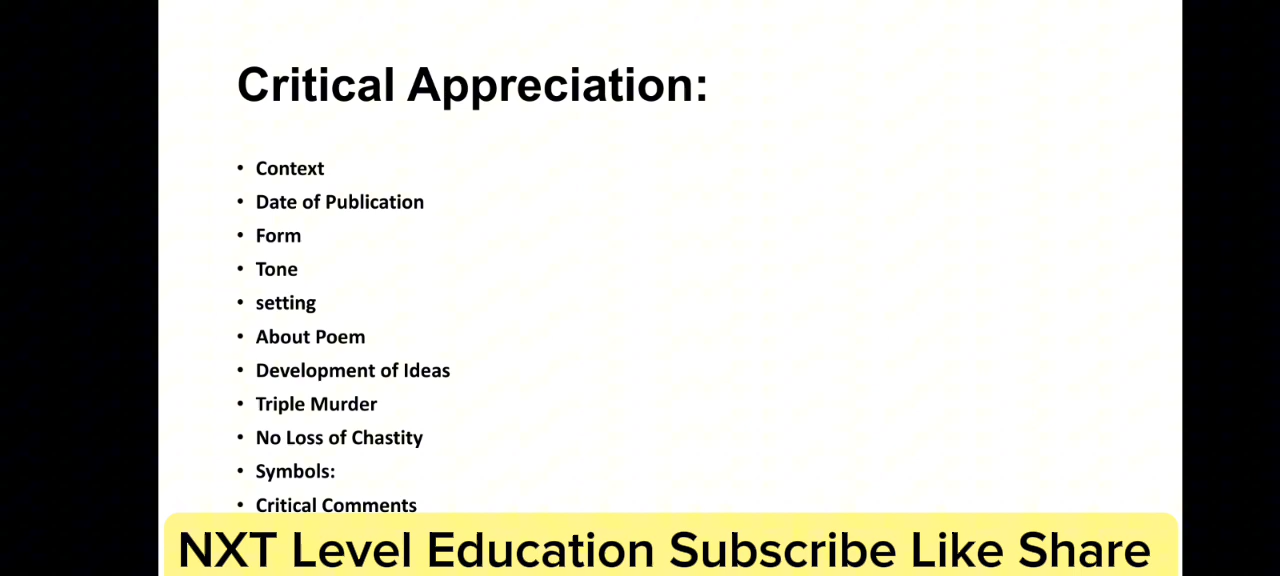 Critical Appreciation:
• Context
• Date of Publication
• Form
• Tone
• setting
• About Poem
• Development of Ideas
• Triple Murder
• No Loss of Chastity
• Symbols:
• Critical Comments
NXT Level Education Subscribe Like Share